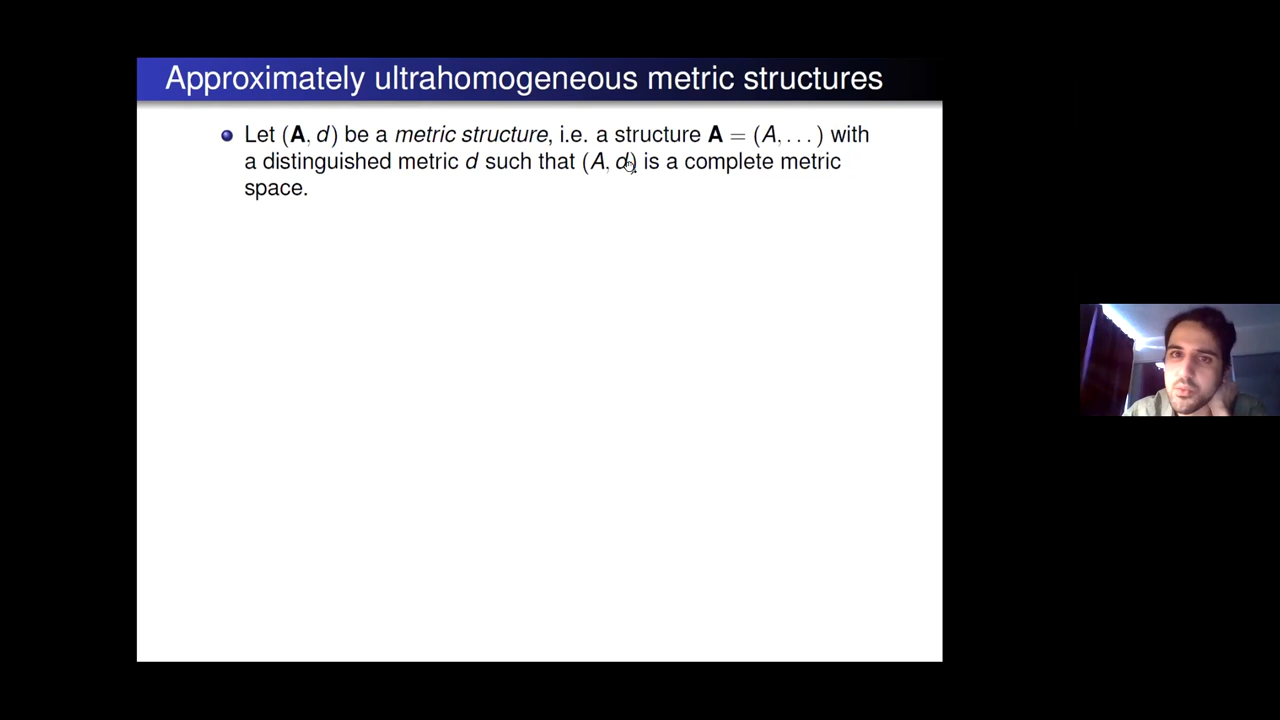 Approximately ultrahomogeneous metric structures
Let (A, d) be a metric structure, i.e. a structure A = (A, . . . ) with
a distinguished metric d such that (A, d) is a complete metric
space.